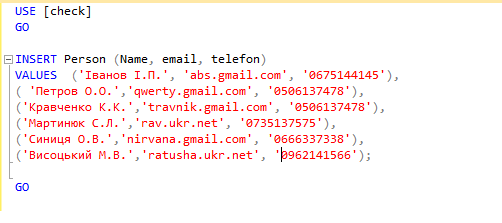 USE [check]
GO
INSERT Person (Name, email, telefon)
VALUES  ('Іванов І.П.', 'abs.gmail.com', '0675144145'),
( 'Петров О.О.','qwerty.gmail.com', '0506137478'),
('Кравченко К.К.','travnik.gmail.com', '0506137478'),
('Мартинюк С.Л.','rav.ukr.net', '0735137575'),
('Синиця О.В.','nirvana.gmail.com', '0666337338'),
('Висоцький М.В.','ratusha.ukr.net', '0962141566');
GO